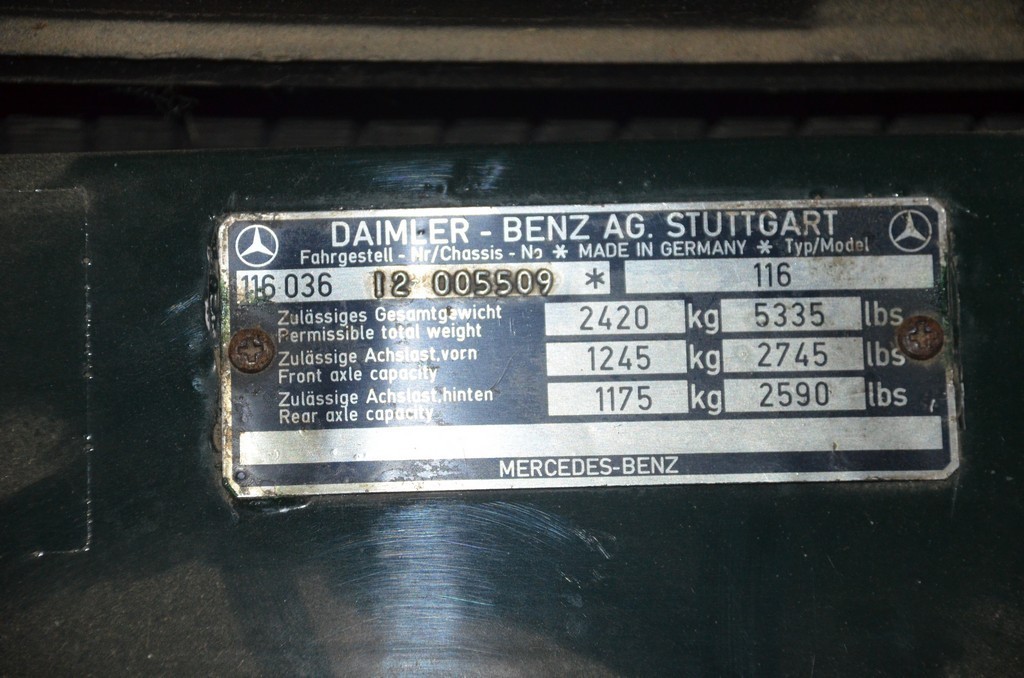 DAIMLER - BENZ AG. STUTTGART
Fahrgestell - Nr/Chassis - No * MADE IN GERMANY * Typ/Model
116 036 12 005509 * 116
Zulässiges Gesamtgewicht
Permissible total weight
2420 kg 5335 lbs
Zulässige Achslast,vorn
Front axle capacity
1245 kg 2745 lbs
Zulässige Achslast,hinten
Rear axle capacity
1175 kg 2590 lbs
MERCEDES-BENZ